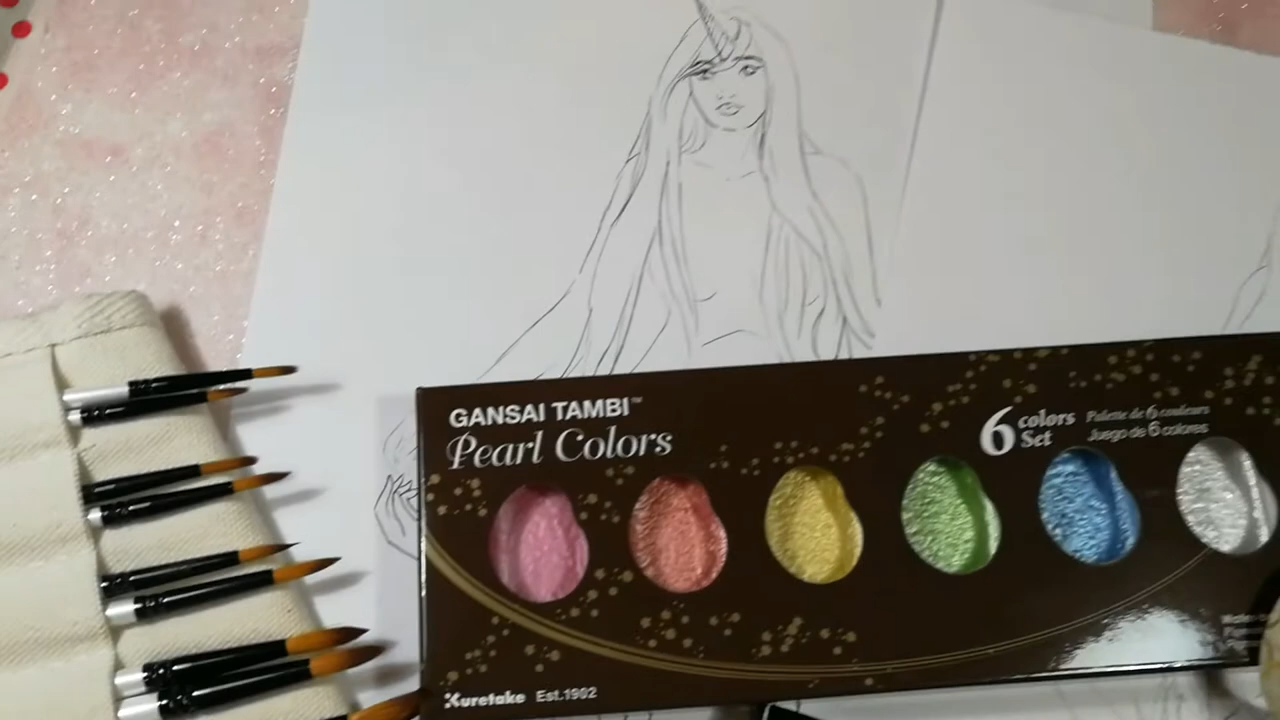 GANSAI TAMBI™
Pearl Colors
6 colors Set
Palette de 6 couleurs
Juego de 6 colores
Kuretake Est.1902